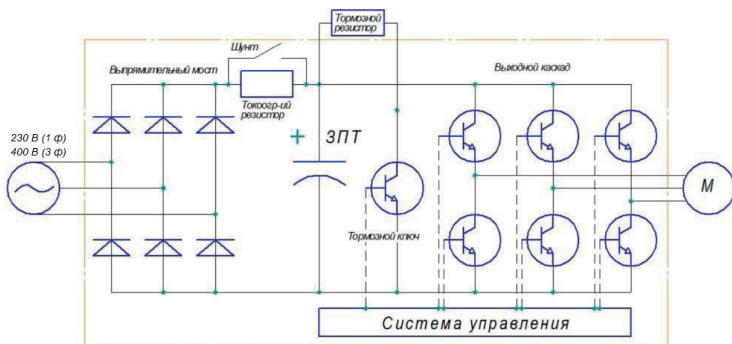 Тормозной
резистор
Шунт
Выпрямительный мост
Выходной каскад
Токоогр-ий
резистор
230 В (1 ф)
400 В (3 ф)
+
ЗПТ
М
Тормозной ключ
Система управления